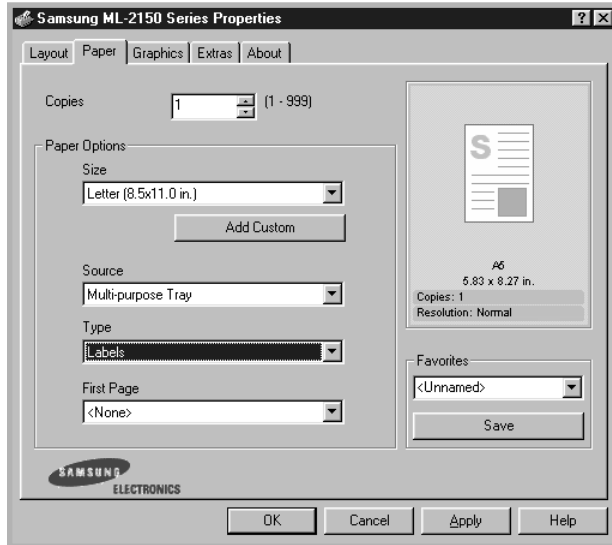 Samsung ML-2150 Series Properties
Layout Paper Graphics Extras About
Copies 1 (1 - 999)
Paper Options
Size
Letter (8.5x11.0 in.)
Add Custom
Source
Multi-purpose Tray
Type
Labels
First Page
<None>
S
A5
5.83 x 8.27 in.
Copies: 1
Resolution: Normal
Favorites
<Unnamed>
Save
SAMSUNG
ELECTRONICS
OK Cancel Apply Help